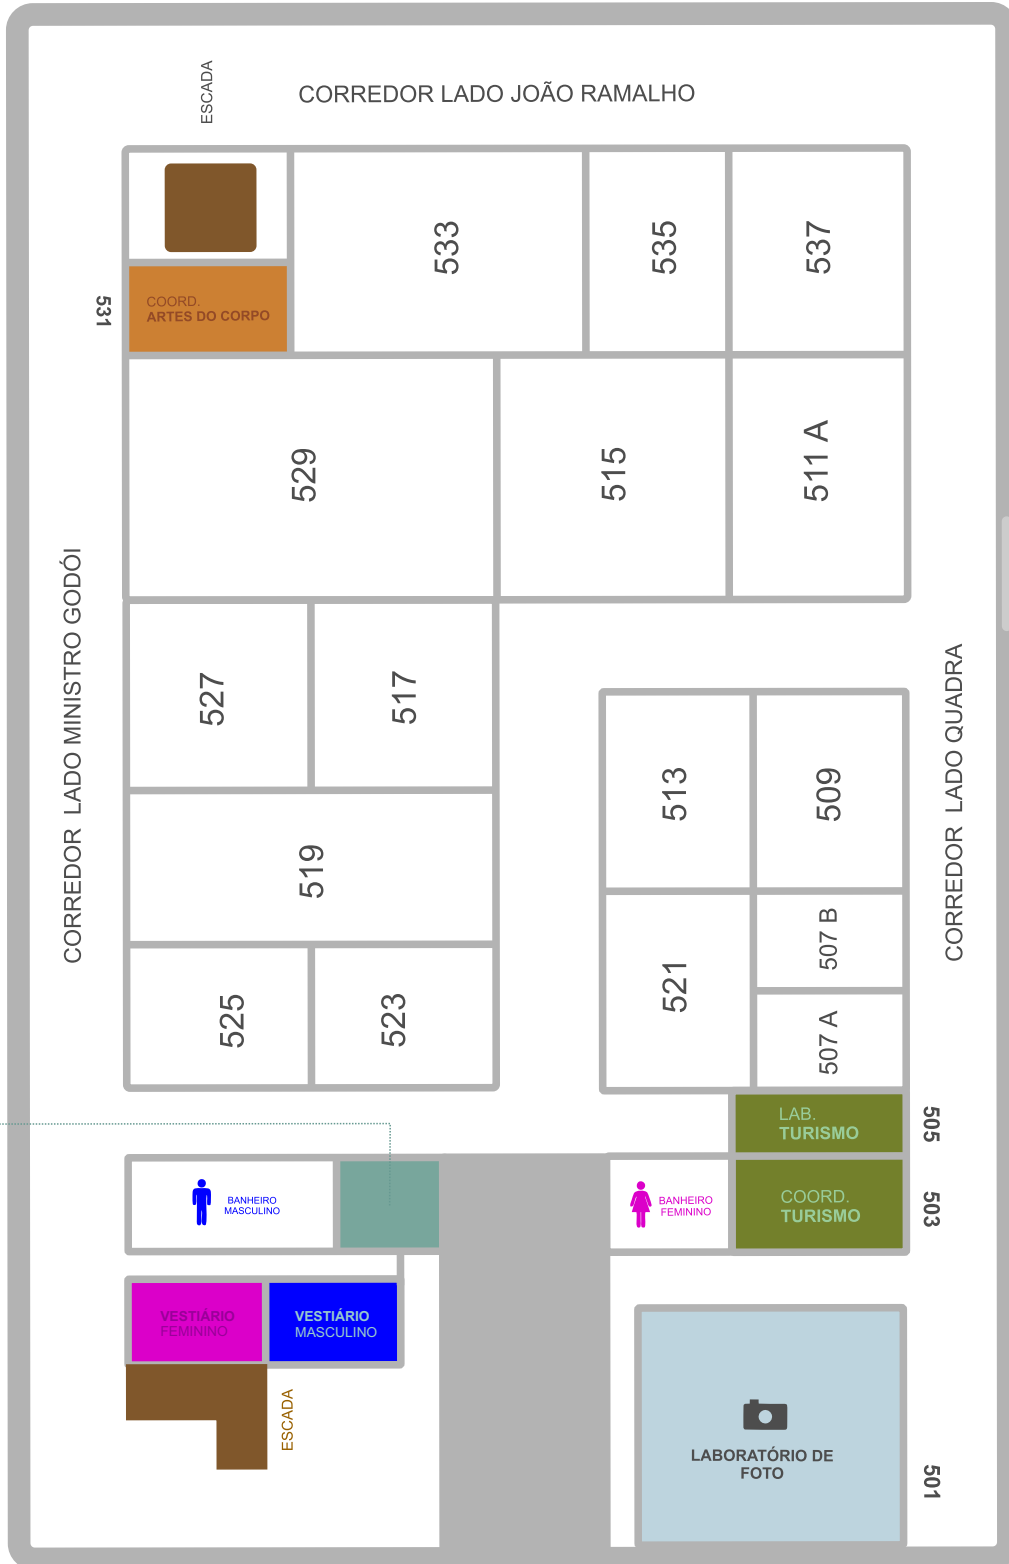 ESCADA
CORREDOR LADO JOÃO RAMALHO
533
535
537
531
COORD.
ARTES DO CORPO
529
515
511 A
CORREDOR LADO MINISTRO GODÓI
527
517
CORREDOR LADO QUADRA
513
509
519
521
507 B
525
523
507 A
LAB.
TURISMO
505
BANHEIRO
MASCULINO
BANHEIRO
FEMININO
COORD.
TURISMO
503
VESTIÁRIO
FEMININO
VESTIÁRIO
MASCULINO
ESCADA
LABORATÓRIO DE
FOTO
501